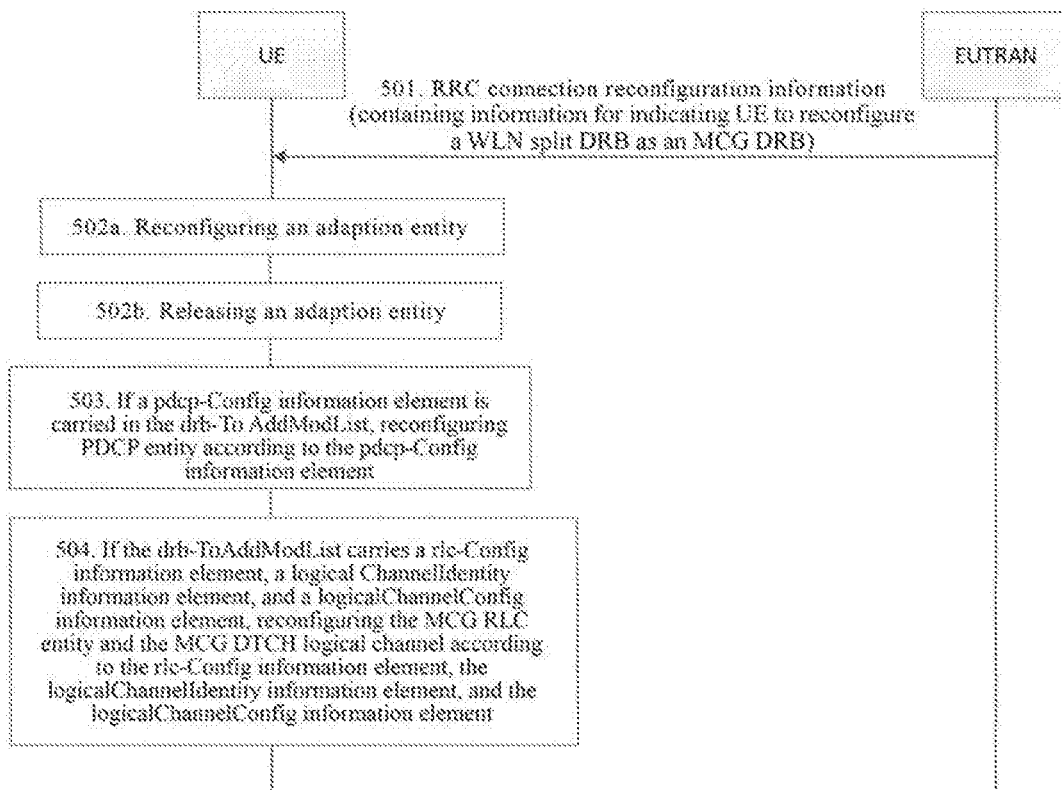 UE
EUTRAN
501. RRC connection reconfiguration information
(containing information for indicating UE to reconfigure
a WLN split DRB as an MCG DRB)
502a. Reconfiguring an adaption entity
502b. Releasing an adaption entity
503. If a pdcp-Config information element is
carried in the drb-To AddModList, reconfiguring
PDCP entity according to the pdcp-Config
information element
504. If the drb-ToAddModList carries a rlc-Config
information element, a logical ChannelIdentity
information element, and a logicalChannelConfig
information element, reconfiguring the MCG RLC
entity and the MCG DTCH logical channel according
to the rlc-Config information element, the
logicalChannelIdentity information element, and the
logicalChannelConfig information element